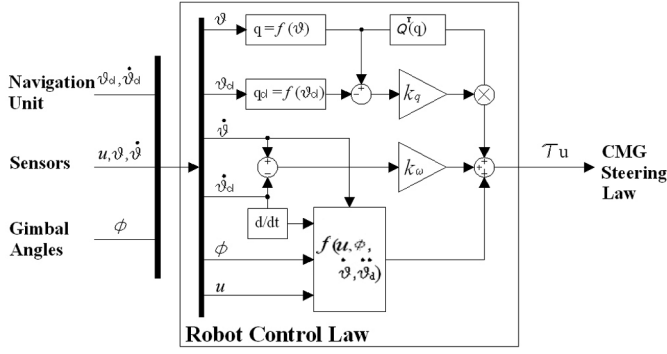 ϑ
q = f(ϑ)
Qᵀ(q)
Navigation
Unit
ϑd, ϑ̇d
ϑd
qd = f(ϑd)
- +
kq
ϑ̇
Sensors
u, ϑ, ϑ̇
+ -
kω
+ + +
τu
CMG
Steering
Law
ϑ̇d
d/dt
Gimbal
Angles
ϕ
ϕ
f(u, ϕ,
ϑ̇, ϑ̈d)
u
Robot Control Law